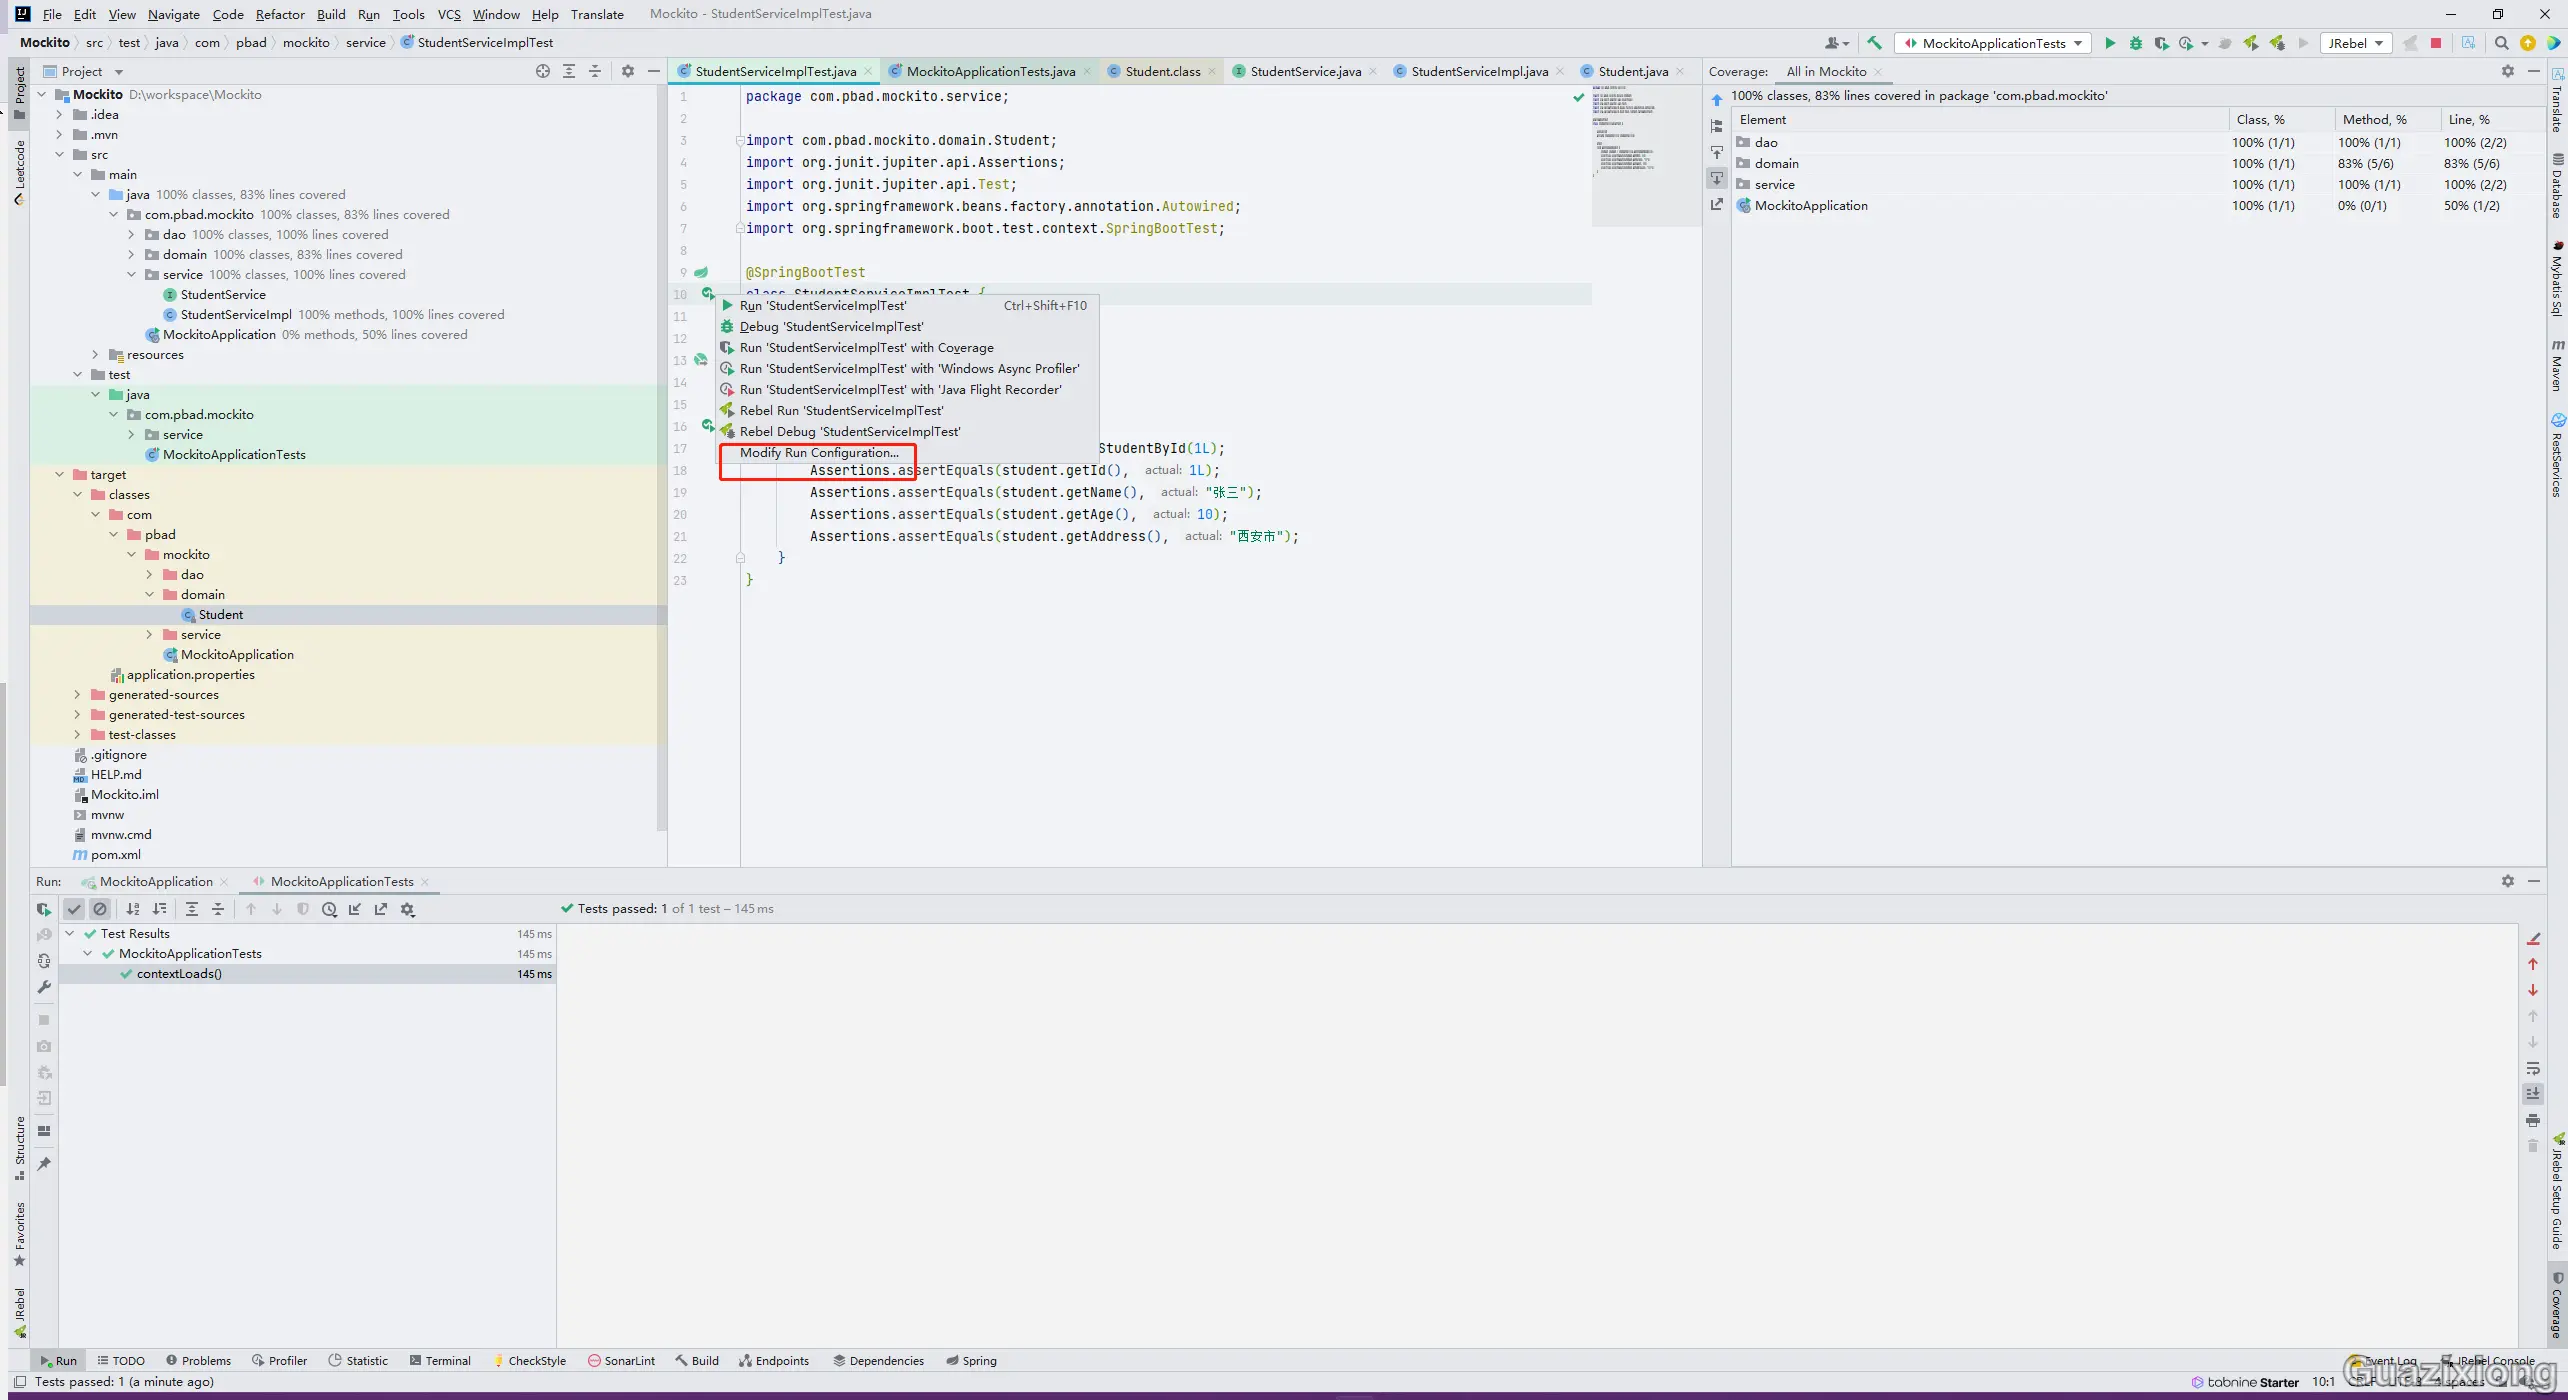 File Edit View Navigate Code Refactor Build Run Tools VCS Window Help Translate Mockito - StudentServiceImplTest.java
Mockito src test java com pbad mockito service StudentServiceImplTest MockitoApplicationTests JRebel
Project
StudentServiceImplTest.java MockitoApplicationTests.java Student.class StudentService.java StudentServiceImpl.java Student.java
Coverage: All in Mockito
Project
Leetcode
Structure
Favorites
JRebel
Mockito D:\workspace\Mockito
.idea
.mvn
src
main
java 100% classes, 83% lines covered
com.pbad.mockito 100% classes, 83% lines covered
dao 100% classes, 100% lines covered
domain 100% classes, 83% lines covered
service 100% classes, 100% lines covered
StudentService
StudentServiceImpl 100% methods, 100% lines covered
MockitoApplication 0% methods, 50% lines covered
resources
test
java
com.pbad.mockito
service
MockitoApplicationTests
target
classes
com
pbad
mockito
dao
domain
Student
service
MockitoApplication
application.properties
generated-sources
generated-test-sources
test-classes
.gitignore
HELP.md
Mockito.iml
mvnw
mvnw.cmd
pom.xml
1 package com.pbad.mockito.service;
2
3 import com.pbad.mockito.domain.Student;
4 import org.junit.jupiter.api.Assertions;
5 import org.junit.jupiter.api.Test;
6 import org.springframework.beans.factory.annotation.Autowired;
7 import org.springframework.boot.test.context.SpringBootTest;
8
9 @SpringBootTest
10 class StudentServiceImplTest {
11
12
13
14
15
16
17 StudentById(1L);
18 Assertions.assertEquals(student.getId(), actual: 1L);
19 Assertions.assertEquals(student.getName(), actual: "张三");
20 Assertions.assertEquals(student.getAge(), actual: 10);
21 Assertions.assertEquals(student.getAddress(), actual: "西安市");
22 }
23 }
Run 'StudentServiceImplTest' Ctrl+Shift+F10
Debug 'StudentServiceImplTest'
Run 'StudentServiceImplTest' with Coverage
Run 'StudentServiceImplTest' with 'Windows Async Profiler'
Run 'StudentServiceImplTest' with 'Java Flight Recorder'
Rebel Run 'StudentServiceImplTest'
Rebel Debug 'StudentServiceImplTest'
Modify Run Configuration...
100% classes, 83% lines covered in package 'com.pbad.mockito'
Element Class, % Method, % Line, %
dao 100% (1/1) 100% (1/1) 100% (2/2)
domain 100% (1/1) 83% (5/6) 83% (5/6)
service 100% (1/1) 100% (1/1) 100% (2/2)
MockitoApplication 100% (1/1) 0% (0/1) 50% (1/2)
Translate
Database
Mybatis Sql
Maven
RestServices
JRebel Setup Guide
Coverage
Run: MockitoApplication MockitoApplicationTests
Tests passed: 1 of 1 test – 145 ms
Test Results 145 ms
MockitoApplicationTests 145 ms
contextLoads() 145 ms
Run TODO Problems Profiler Statistic Terminal CheckStyle SonarLint Build Endpoints Dependencies Spring Event Log JRebel Console
Tests passed: 1 (a minute ago) tabnine Starter 10:1 CRLF UTF-8 4 spaces
Guazixiong